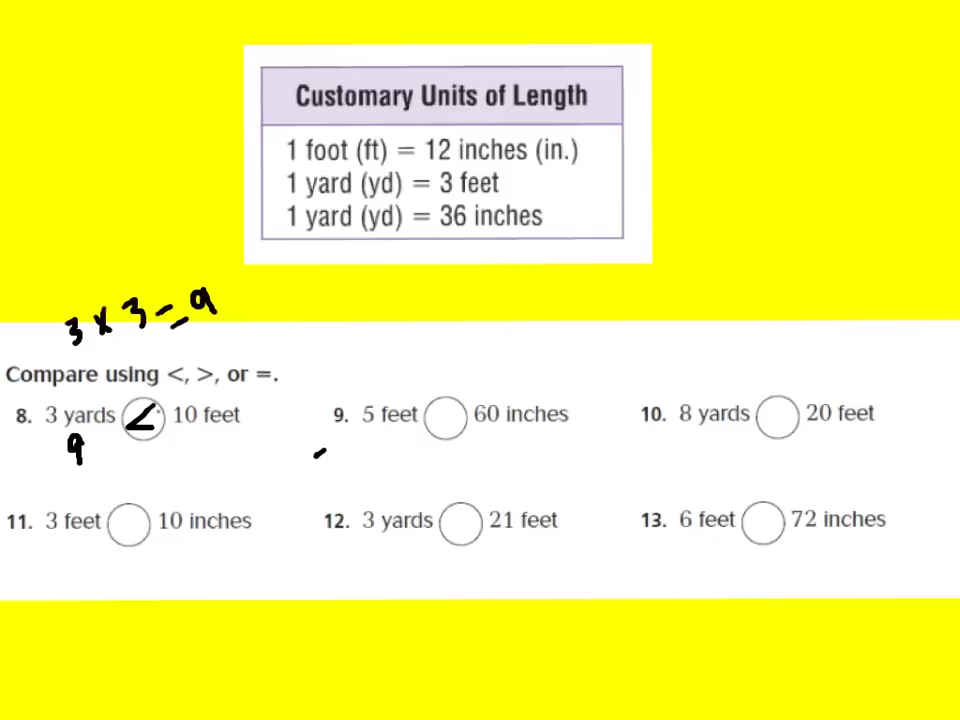 Customary Units of Length
1 foot (ft) = 12 inches (in.)
1 yard (yd) = 3 feet
1 yard (yd) = 36 inches
3 x 3 = 9
Compare using <, >, or =.
8. 3 yards < 10 feet 9. 5 feet 60 inches 10. 8 yards 20 feet
9
11. 3 feet 10 inches 12. 3 yards 21 feet 13. 6 feet 72 inches